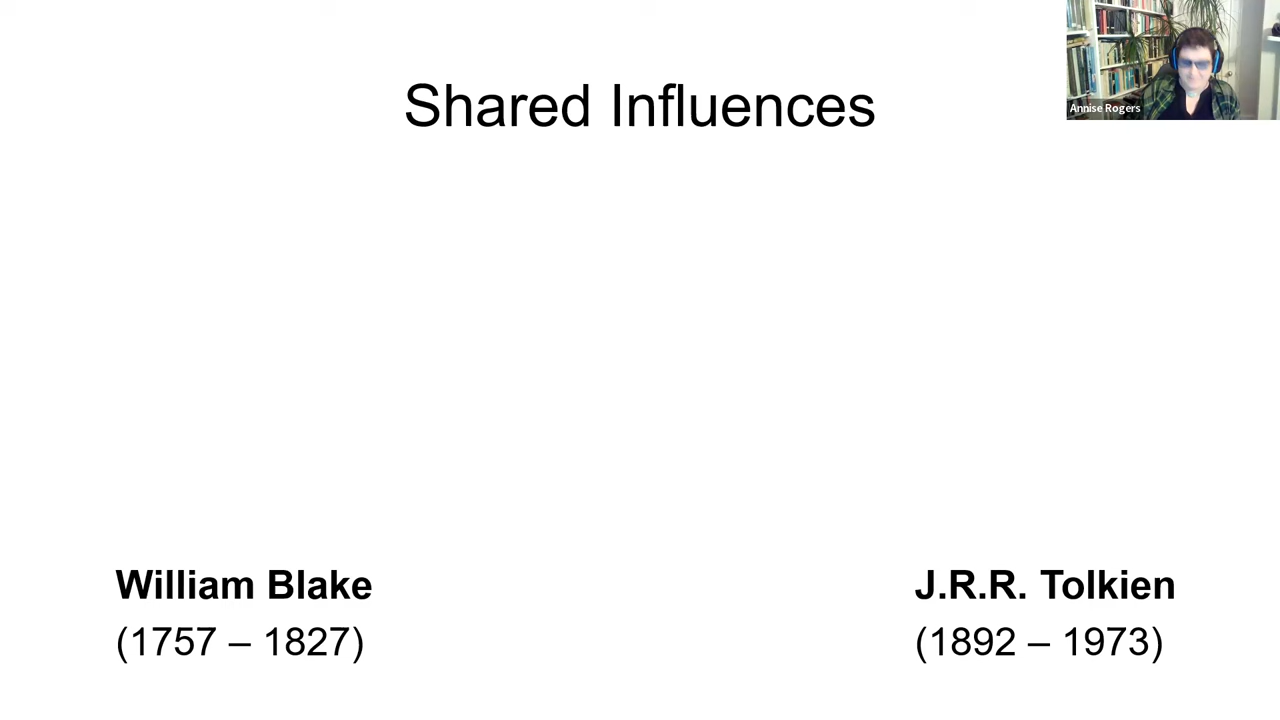 Shared Influences
Annise Rogers
William Blake
(1757 – 1827)
J.R.R. Tolkien
(1892 – 1973)